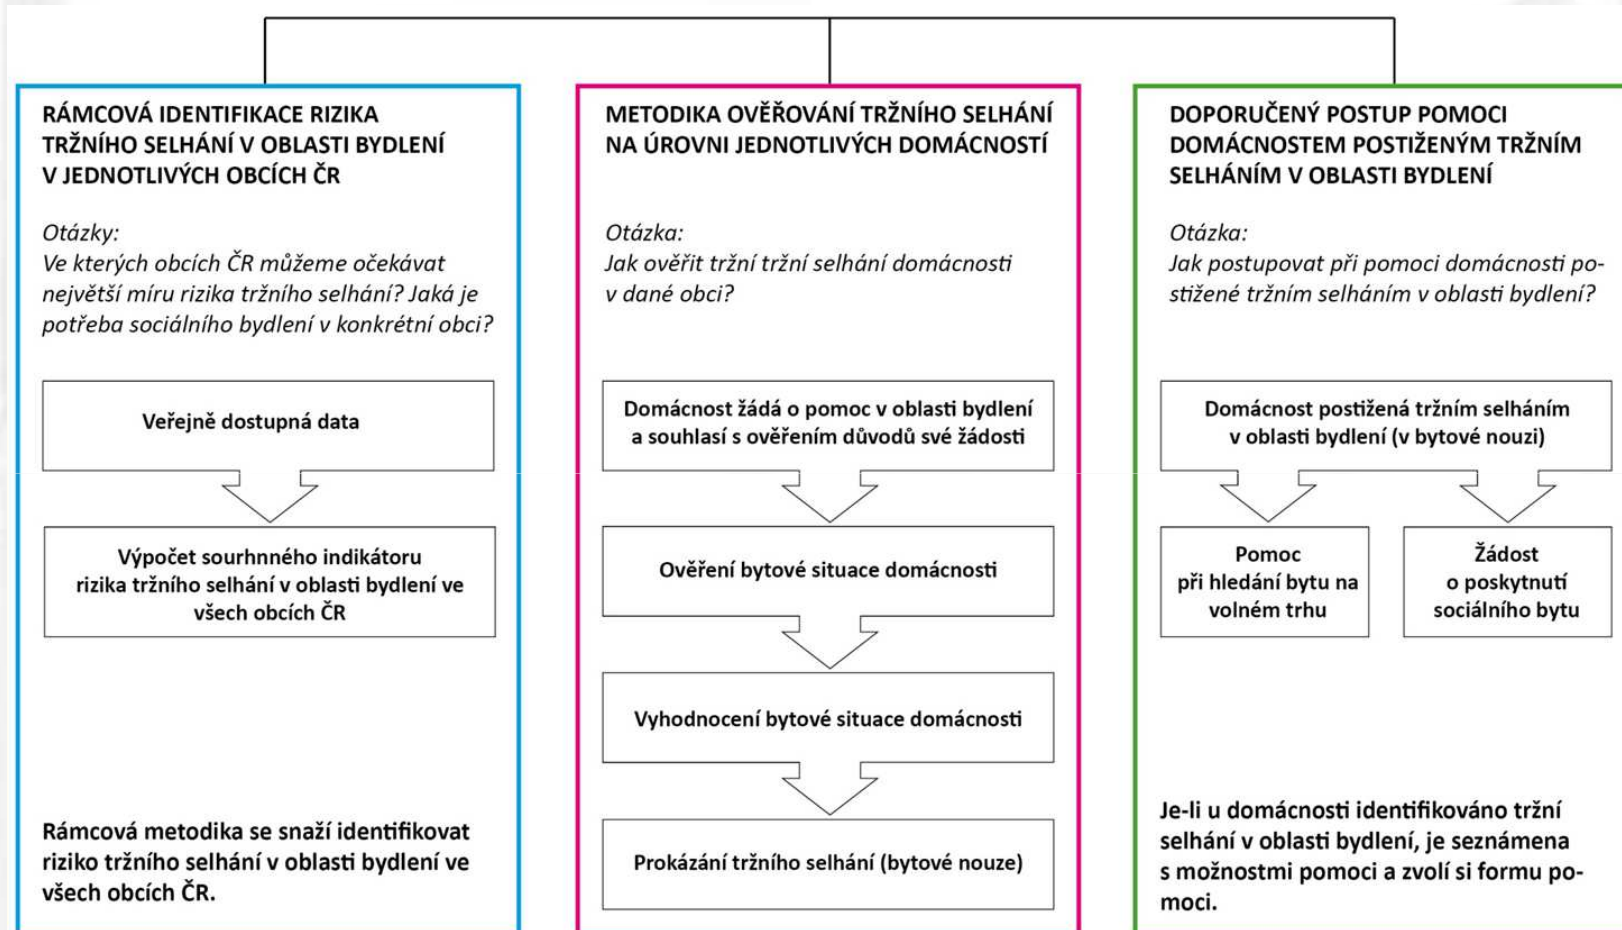 RÁMCOVÁ IDENTIFIKACE RIZIKA
TRŽNÍHO SELHÁNÍ V OBLASTI BYDLENÍ
V JEDNOTLIVÝCH OBCÍCH ČR
Otázky:
Ve kterých obcích ČR můžeme očekávat
největší míru rizika tržního selhání? Jaká je
potřeba sociálního bydlení v konkrétní obci?
Veřejně dostupná data
Výpočet sourhnného indikátoru
rizika tržního selhání v oblasti bydlení ve
všech obcích ČR
Rámcová metodika se snaží identifikovat
riziko tržního selhání v oblasti bydlení ve
všech obcích ČR.
METODIKA OVĚŘOVÁNÍ TRŽNÍHO SELHÁNÍ
NA ÚROVNI JEDNOTLIVÝCH DOMÁCNOSTÍ
Otázka:
Jak ověřit tržní tržní selhání domácnosti
v dané obci?
Domácnost žádá o pomoc v oblasti bydlení
a souhlasí s ověřením důvodů své žádosti
Ověření bytové situace domácnosti
Vyhodnocení bytové situace domácnosti
Prokázání tržního selhání (bytové nouze)
DOPORUČENÝ POSTUP POMOCI
DOMÁCNOSTEM POSTIŽENÝM TRŽNÍM
SELHÁNÍM V OBLASTI BYDLENÍ
Otázka:
Jak postupovat při pomoci domácnosti po-
stižené tržním selháním v oblasti bydlení?
Domácnost postižená tržním selháním
v oblasti bydlení (v bytové nouzi)
Pomoc
při hledání bytu na
volném trhu
Žádost
o poskytnutí
sociálního bytu
Je-li u domácnosti identifikováno tržní
selhání v oblasti bydlení, je seznámena
s možnostmi pomoci a zvolí si formu po-
moci.